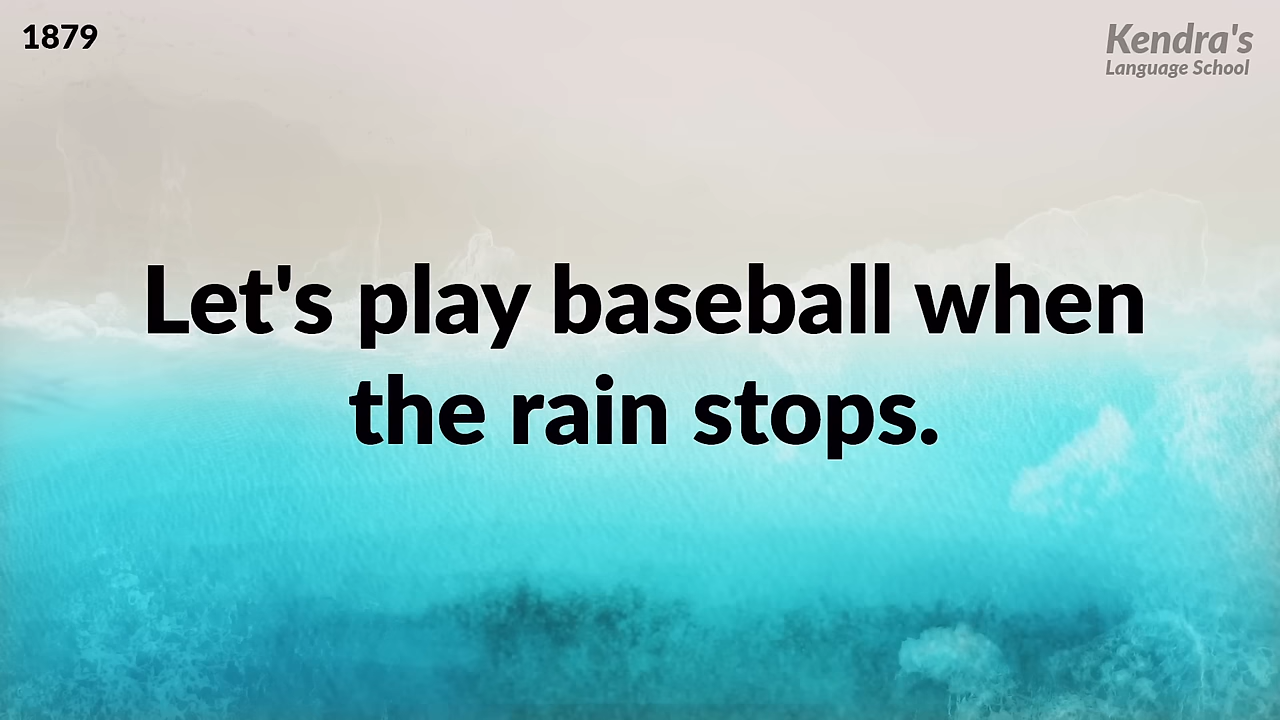 1879
Kendra's
Language School
Let's play baseball when
the rain stops.